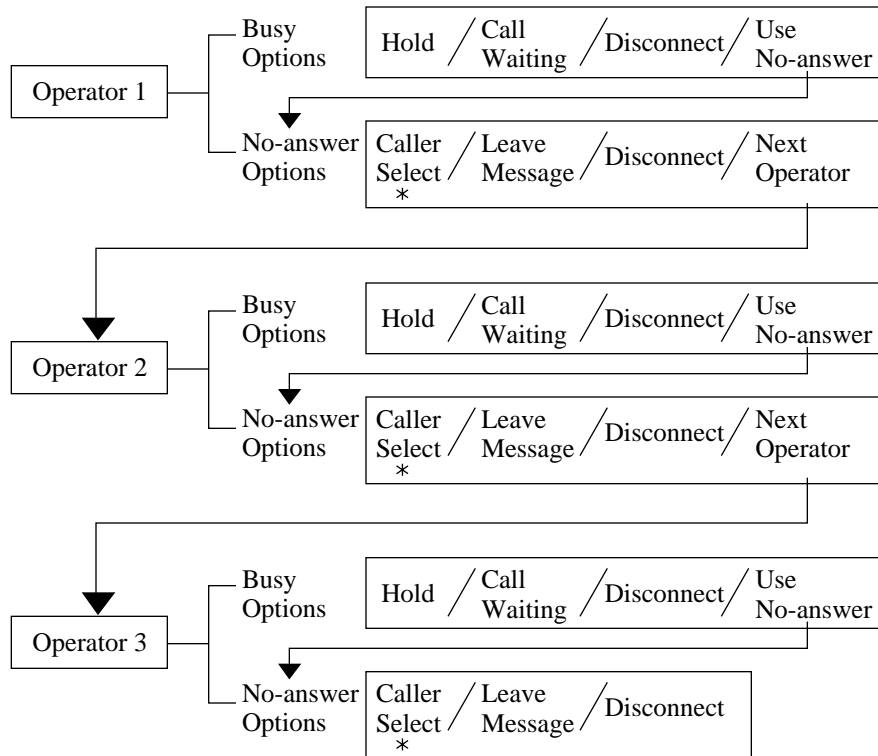 Operator 1
Busy
Options
Hold / Call
Waiting / Disconnect / Use
No-answer
No-answer
Options
Caller
Select
*
/ Leave
Message / Disconnect / Next
Operator
Operator 2
Busy
Options
Hold / Call
Waiting / Disconnect / Use
No-answer
No-answer
Options
Caller
Select
*
/ Leave
Message / Disconnect / Next
Operator
Operator 3
Busy
Options
Hold / Call
Waiting / Disconnect / Use
No-answer
No-answer
Options
Caller
Select
*
/ Leave
Message / Disconnect